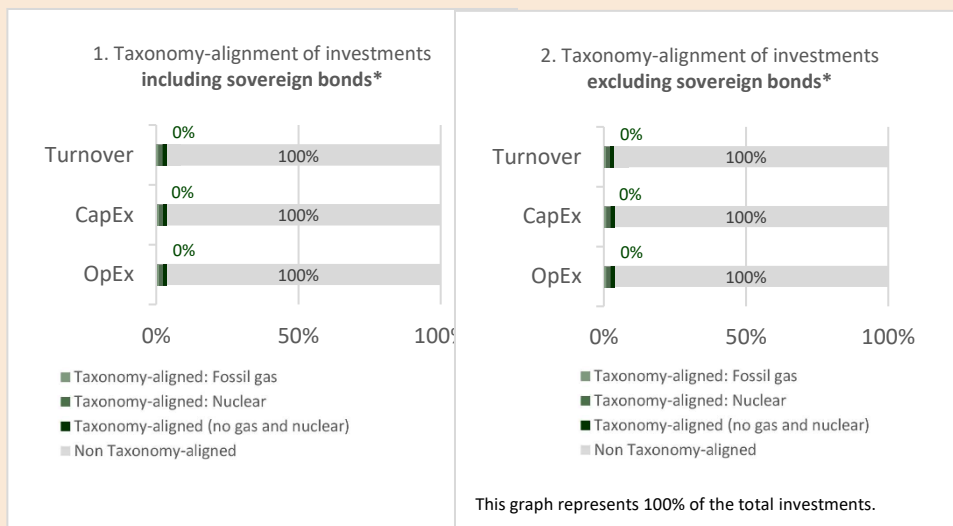 1. Taxonomy-alignment of investments
including sovereign bonds*
0%
Turnover
100%
0%
CapEx
100%
0%
OpEx
100%
0%
50%
100%
Taxonomy-aligned: Fossil gas
Taxonomy-aligned: Nuclear
Taxonomy-aligned (no gas and nuclear)
Non Taxonomy-aligned
2. Taxonomy-alignment of investments
excluding sovereign bonds*
0%
Turnover
100%
0%
CapEx
100%
0%
OpEx
100%
0%
50%
100%
Taxonomy-aligned: Fossil gas
Taxonomy-aligned: Nuclear
Taxonomy-aligned (no gas and nuclear)
Non Taxonomy-aligned
This graph represents 100% of the total investments.